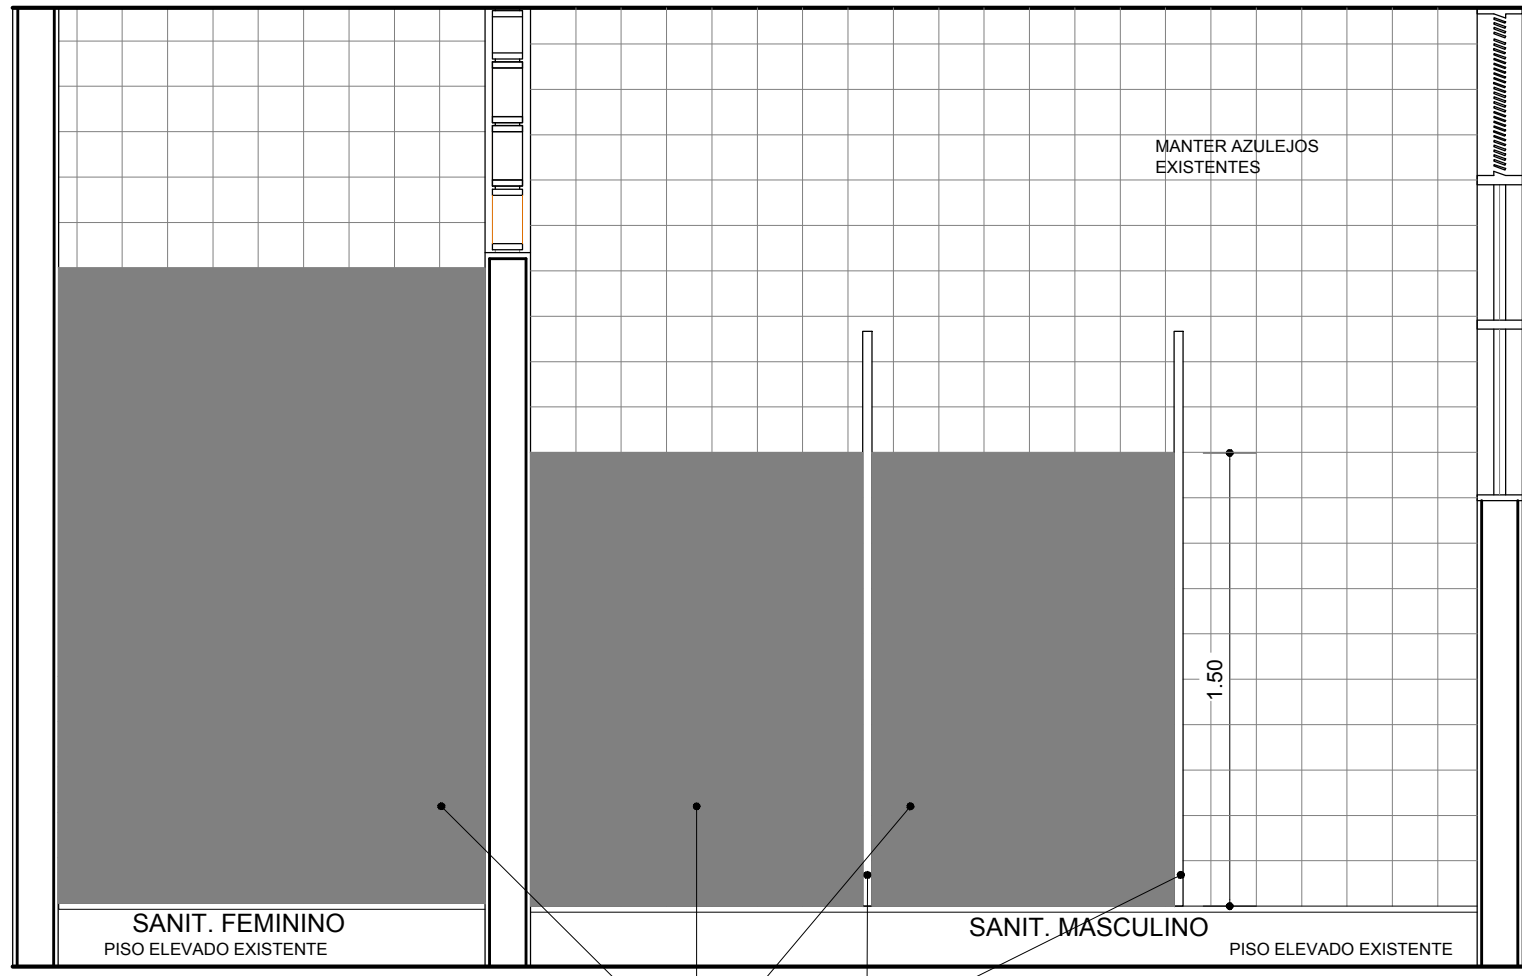 MANTER AZULEJOS
EXISTENTES
1.50
SANIT. FEMININO
PISO ELEVADO EXISTENTE
SANIT. MASCULINO
PISO ELEVADO EXISTENTE